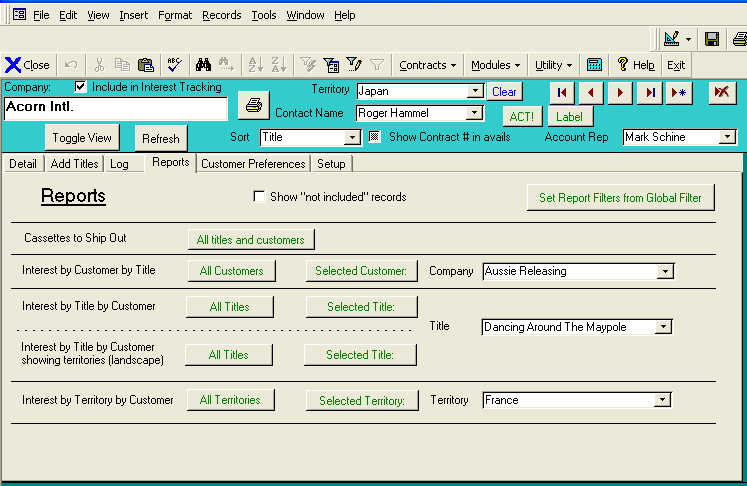 File Edit View Insert Format Records Tools Window Help
Close Contracts Modules Utility Help Exit
Company: Include in Interest Tracking Territory Japan Clear
Acorn Intl. Contact Name Roger Hammel ACT! Label
Toggle View Refresh Sort Title Show Contract # in avails Account Rep Mark Schine
Detail Add Titles Log Reports Customer Preferences Setup
Reports Show "not included" records Set Report Filters from Global Filter
Cassettes to Ship Out All titles and customers
Interest by Customer by Title All Customers Selected Customer: Company Aussie Releasing
Interest by Title by Customer All Titles Selected Title:
Title Dancing Around The Maypole
Interest by Title by Customer
showing territories (landscape) All Titles Selected Title:
Interest by Territory by Customer All Territories Selected Territory: Territory France